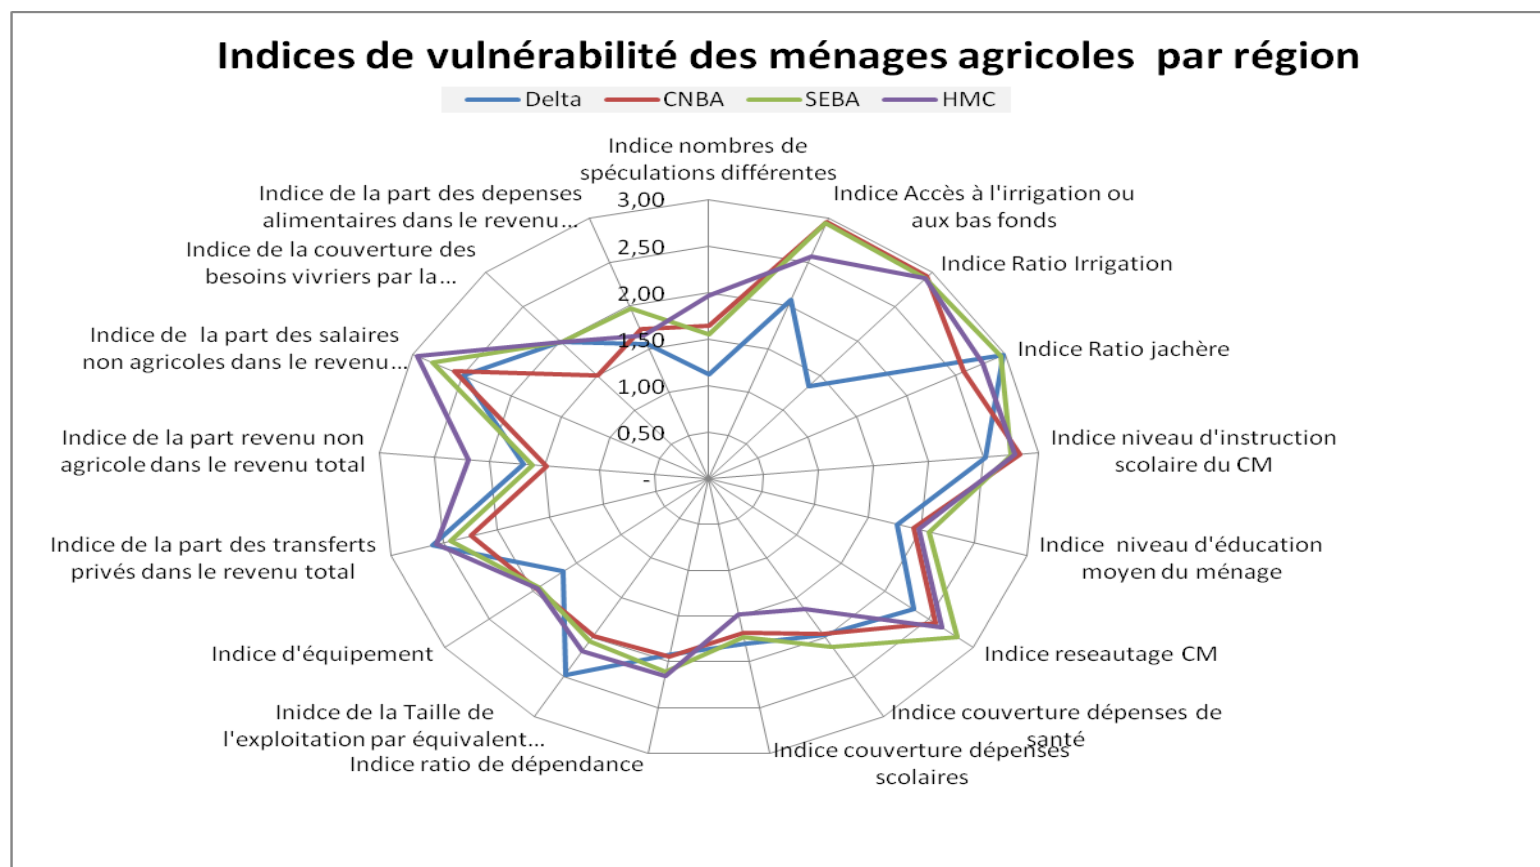 Indices de vulnérabilité des ménages agricoles  par région
Delta CNBA SEBA HMC
Indice nombres de
spéculations différentes
Indice Accès à l'irrigation ou
aux bas fonds
Indice Ratio Irrigation
Indice Ratio jachère
Indice niveau d'instruction
scolaire du CM
Indice  niveau d'éducation
moyen du ménage
Indice reseautage CM
Indice couverture dépenses de
santé
Indice couverture dépenses
scolaires
Indice ratio de dépendance
Inidce de la Taille de
l'exploitation par équivalent...
Indice d'équipement
Indice de la part des transferts
privés dans le revenu total
Indice de la part revenu non
agricole dans le revenu total
Indice de  la part des salaires
non agricoles dans le revenu...
Indice de la couverture des
besoins vivriers par la...
Indice de la part des depenses
alimentaires dans le revenu...
3,00
2,50
2,00
1,50
1,00
0,50
-